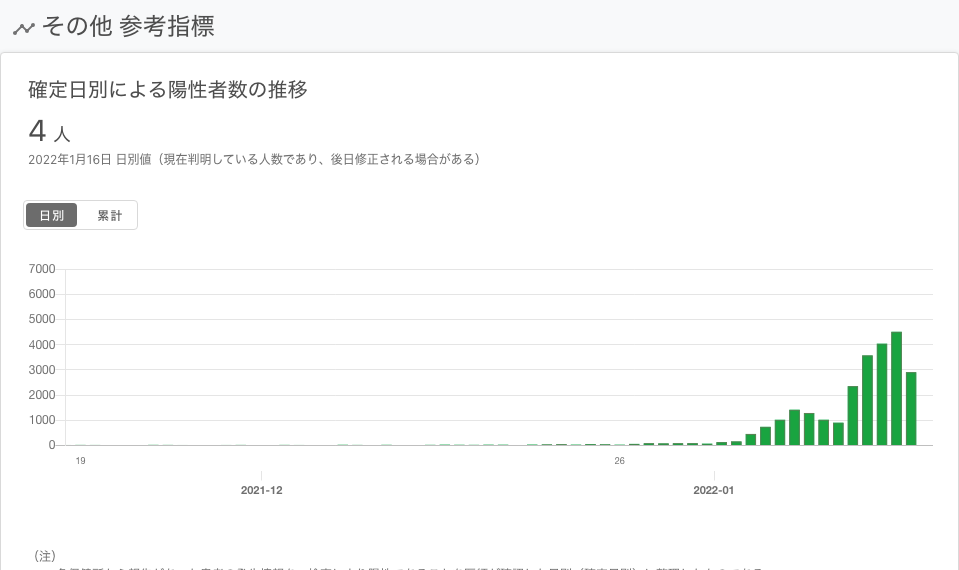 その他 参考指標
確定日別による陽性者数の推移
4 人
2022年1月16日 日別値（現在判明している人数であり、後日修正される場合がある）
日別 累計
7000
6000
5000
4000
3000
2000
1000
0
19 26
2021-12 2022-01
（注）